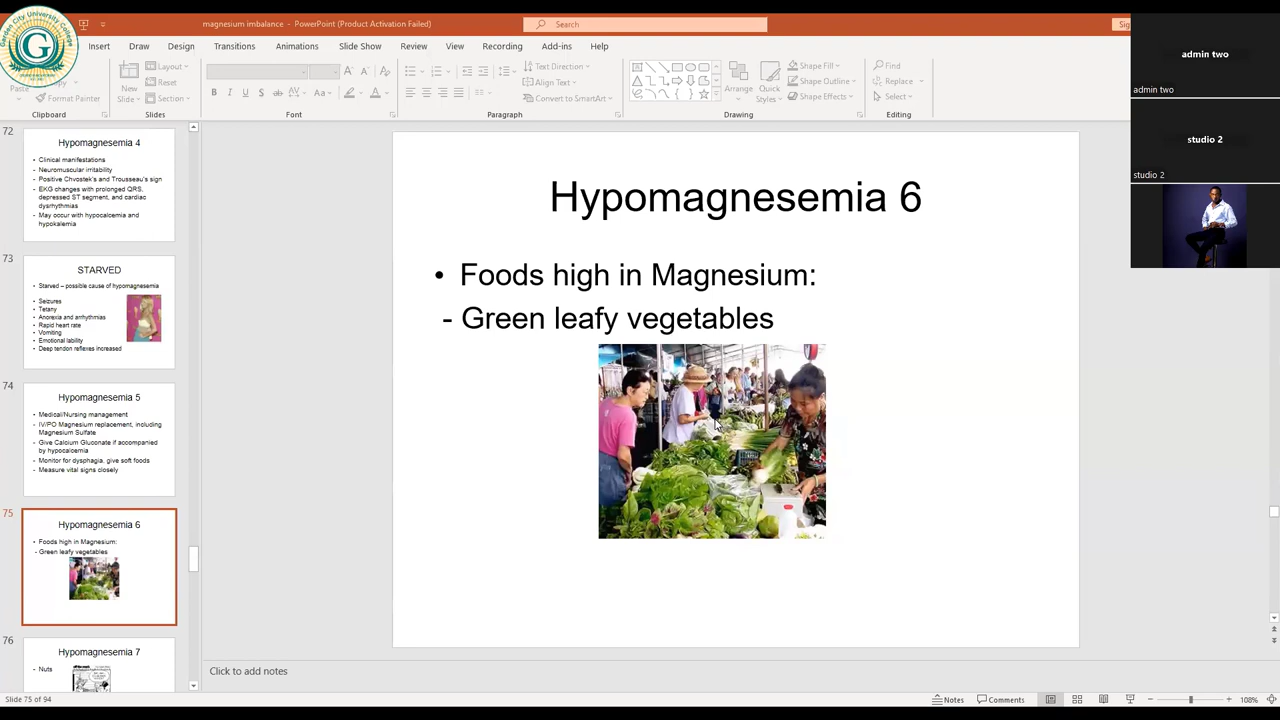 magnesium imbalance - PowerPoint (Product Activation Failed)
Search
Insert Draw Design Transitions Animations Slide Show Review View Recording Add-ins Help
Paste
Format Painter
Clipboard
New Slide
Layout
Reset
Section
Slides
Font
Text Direction
Align Text
Convert to SmartArt
Paragraph
Arrange
Quick Styles
Shape Fill
Shape Outline
Shape Effects
Drawing
Find
Replace
Select
Editing
admin two
admin two
studio 2
studio 2
72
Hypomagnesemia 4
• Clinical manifestations
• Neuromuscular irritability
• Positive Chvostek's and Trousseau's sign
• EKG changes with prolonged QRS,
depressed ST segment, and cardiac
dysrhythmias
• May occur with hypocalcemia and
hypokalemia
73
STARVED
• Starved – possible cause of hypomagnesemia
• Seizures
• Tetany
• Anorexia and arrhythmias
• Rapid heart rate
• Vomiting
• Emotional lability
• Deep tendon reflexes increased
74
Hypomagnesemia 5
• Medical/Nursing management
• IV/PO Magnesium replacement, including
Magnesium Sulfate
• Give Calcium Gluconate if accompanied
by hypocalcemia
• Monitor for dysphagia, give soft foods
• Measure vital signs closely
75
Hypomagnesemia 6
• Foods high in Magnesium:
- Green leafy vegetables
76
Hypomagnesemia 7
• Nuts
Hypomagnesemia 6
• Foods high in Magnesium:
- Green leafy vegetables
Click to add notes
Slide 75 of 94
Notes
Comments
108%